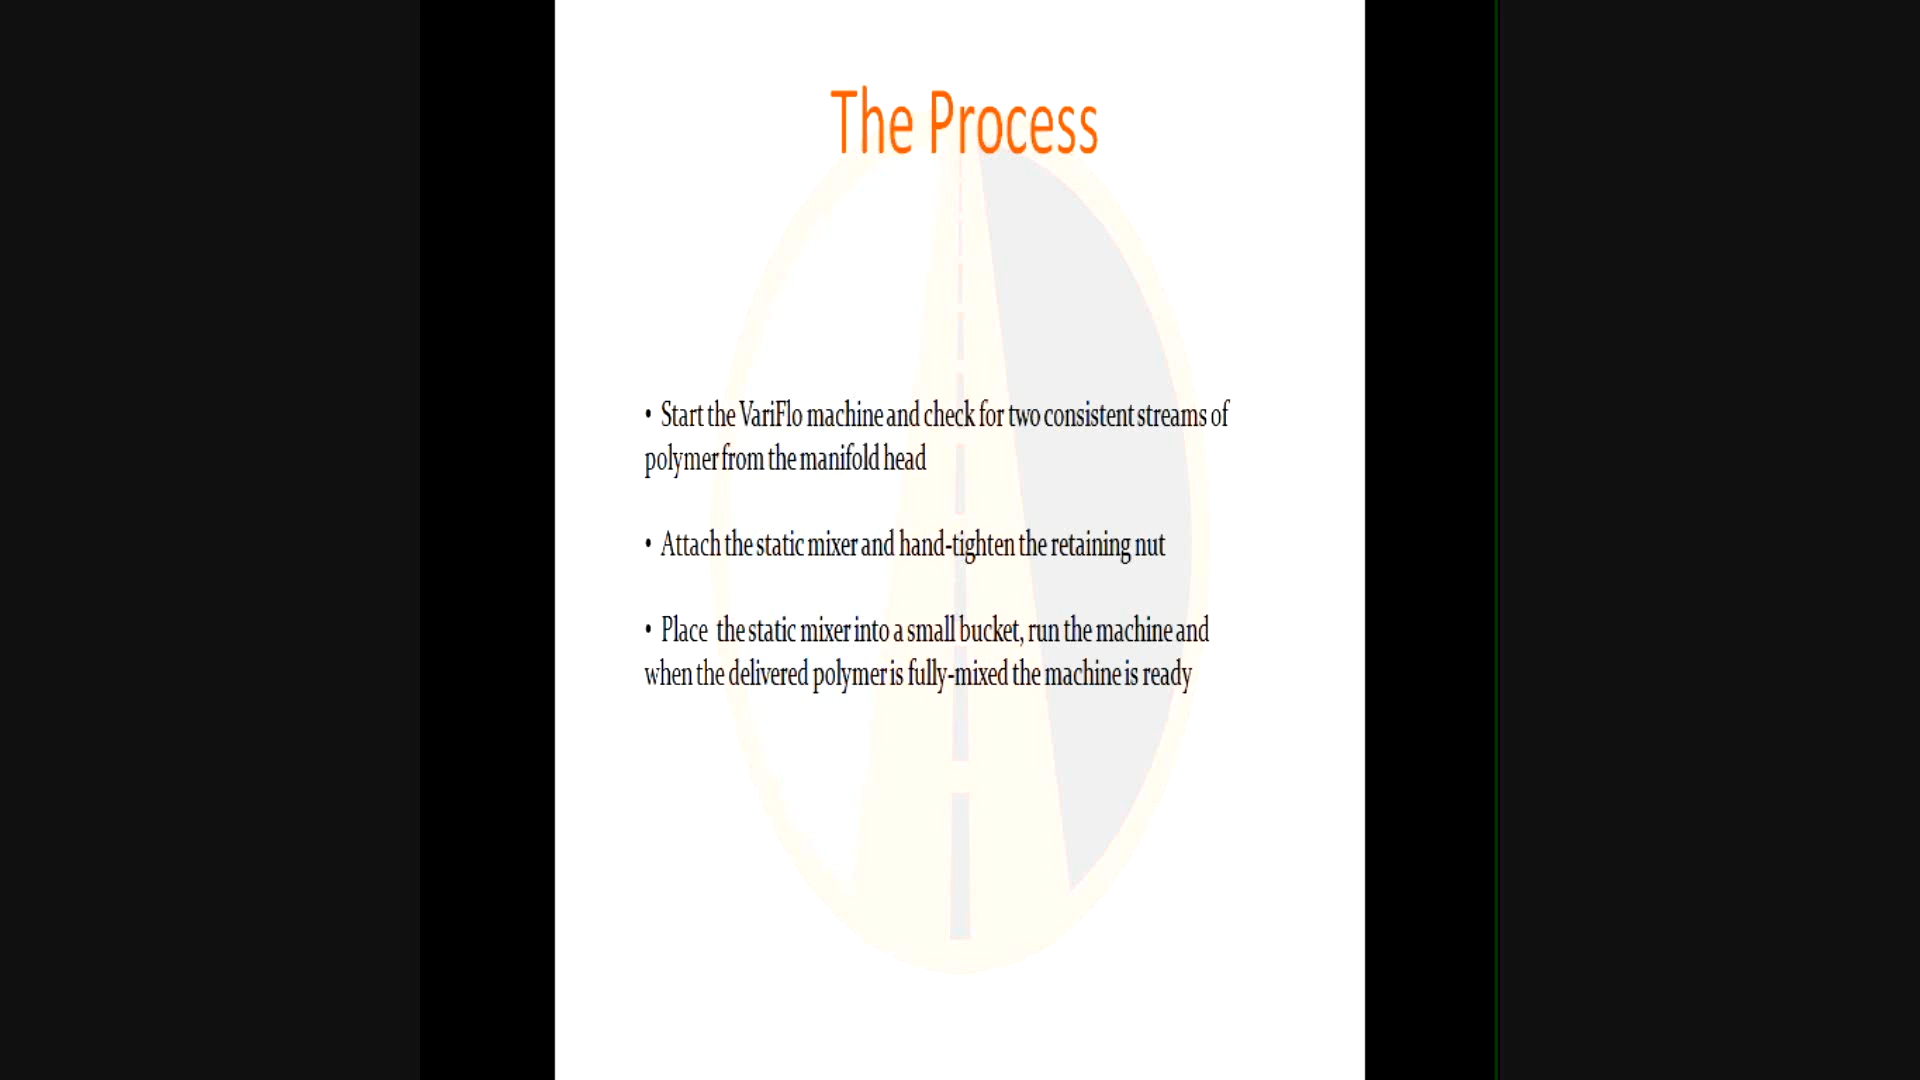 The Process
• Start the VariFlo machine and check for two consistent streams of
polymer from the manifold head
• Attach the static mixer and hand-tighten the retaining nut
• Place the static mixer into a small bucket, run the machine and
when the delivered polymer is fully-mixed the machine is ready